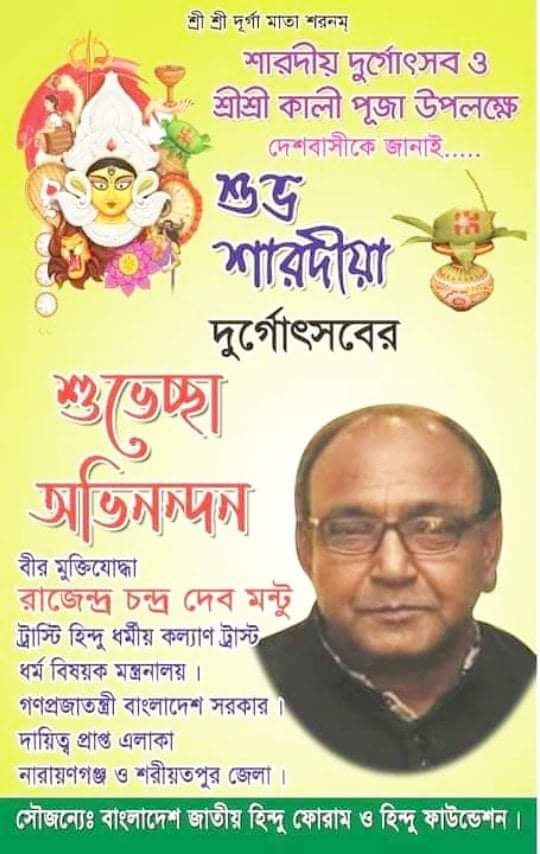 শ্রী শ্রী দূর্গা মাতা শরনম্
শারদীয় দুর্গোৎসব ও
শ্রীশ্রী কালী পূজা উপলক্ষে
দেশবাসীকে জানাই.....
শুভ
শারদীয়া
দুর্গোৎসবের
শুভেচ্ছা
অভিনন্দন
বীর মুক্তিযোদ্ধা
রাজেন্দ্র চন্দ্র দেব মন্টু
ট্রাস্টি হিন্দু ধর্মীয় কল্যাণ ট্রাস্ট
ধর্ম বিষয়ক মন্ত্রনালয় ।
গণপ্রজাতন্ত্রী বাংলাদেশ সরকার ।
দায়িত্ব প্রাপ্ত এলাকা
নারায়ণগঞ্জ ও শরীয়তপুর জেলা ।
সৌজন্যেঃ বাংলাদেশ জাতীয় হিন্দু ফোরাম ও হিন্দু ফাউন্ডেশন ।